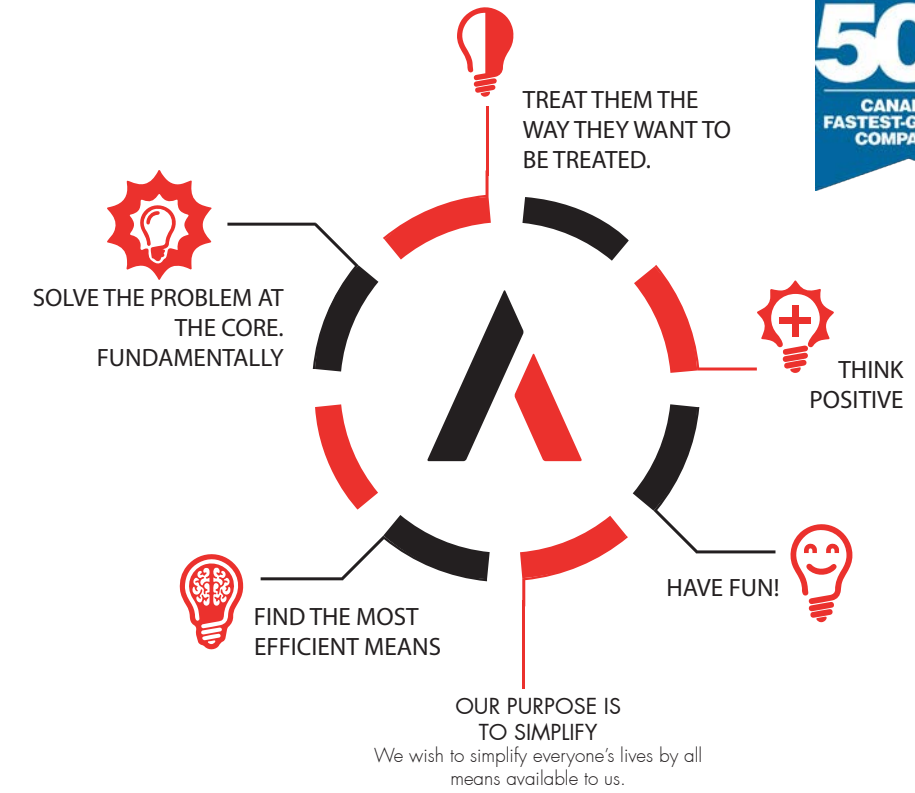 TREAT THEM THE
WAY THEY WANT TO
BE TREATED.
SOLVE THE PROBLEM AT
THE CORE.
FUNDAMENTALLY
THINK
POSITIVE
HAVE FUN!
FIND THE MOST
EFFICIENT MEANS
OUR PURPOSE IS
TO SIMPLIFY
We wish to simplify everyone's lives by all
means available to us.